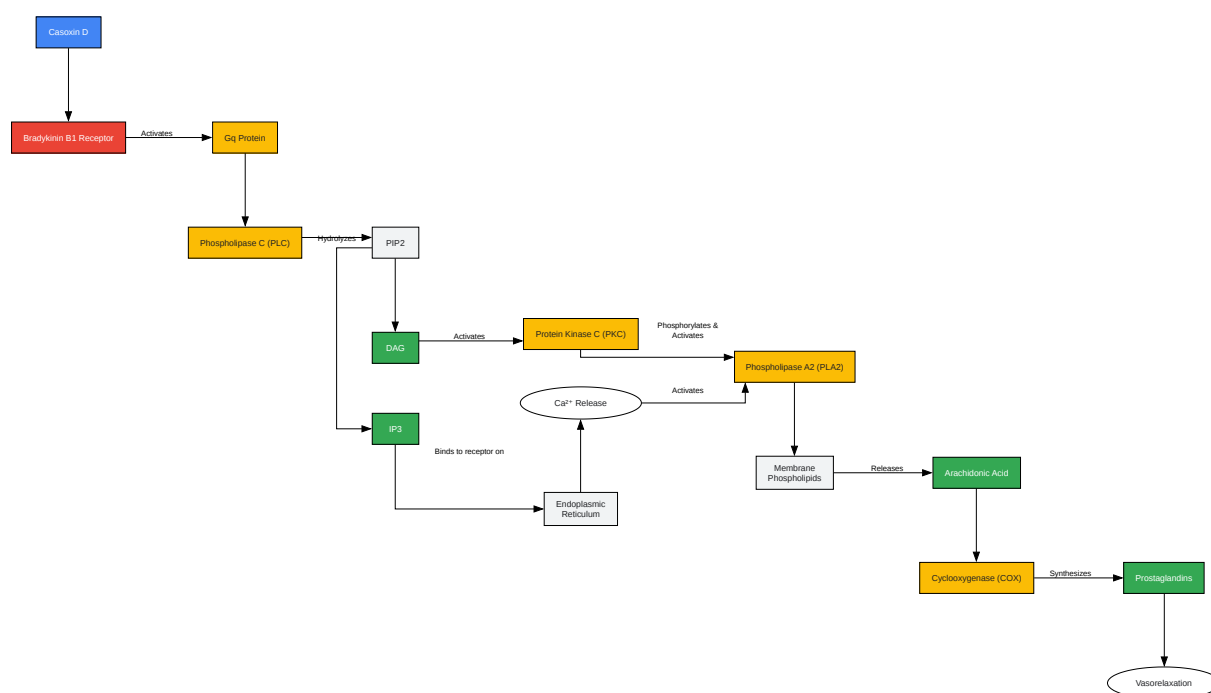 Casoxin D
Bradykinin B1 Receptor
Activates
Gq Protein
Phospholipase C (PLC)
Hydrolyzes
PIP2
DAG
Activates
Protein Kinase C (PKC)
Phosphorylates &
Activates
Phospholipase A2 (PLA2)
Ca²⁺ Release
Activates
IP3
Binds to receptor on
Endoplasmic
Reticulum
Membrane
Phospholipids
Releases
Arachidonic Acid
Cyclooxygenase (COX)
Synthesizes
Prostaglandins
Vasorelaxation